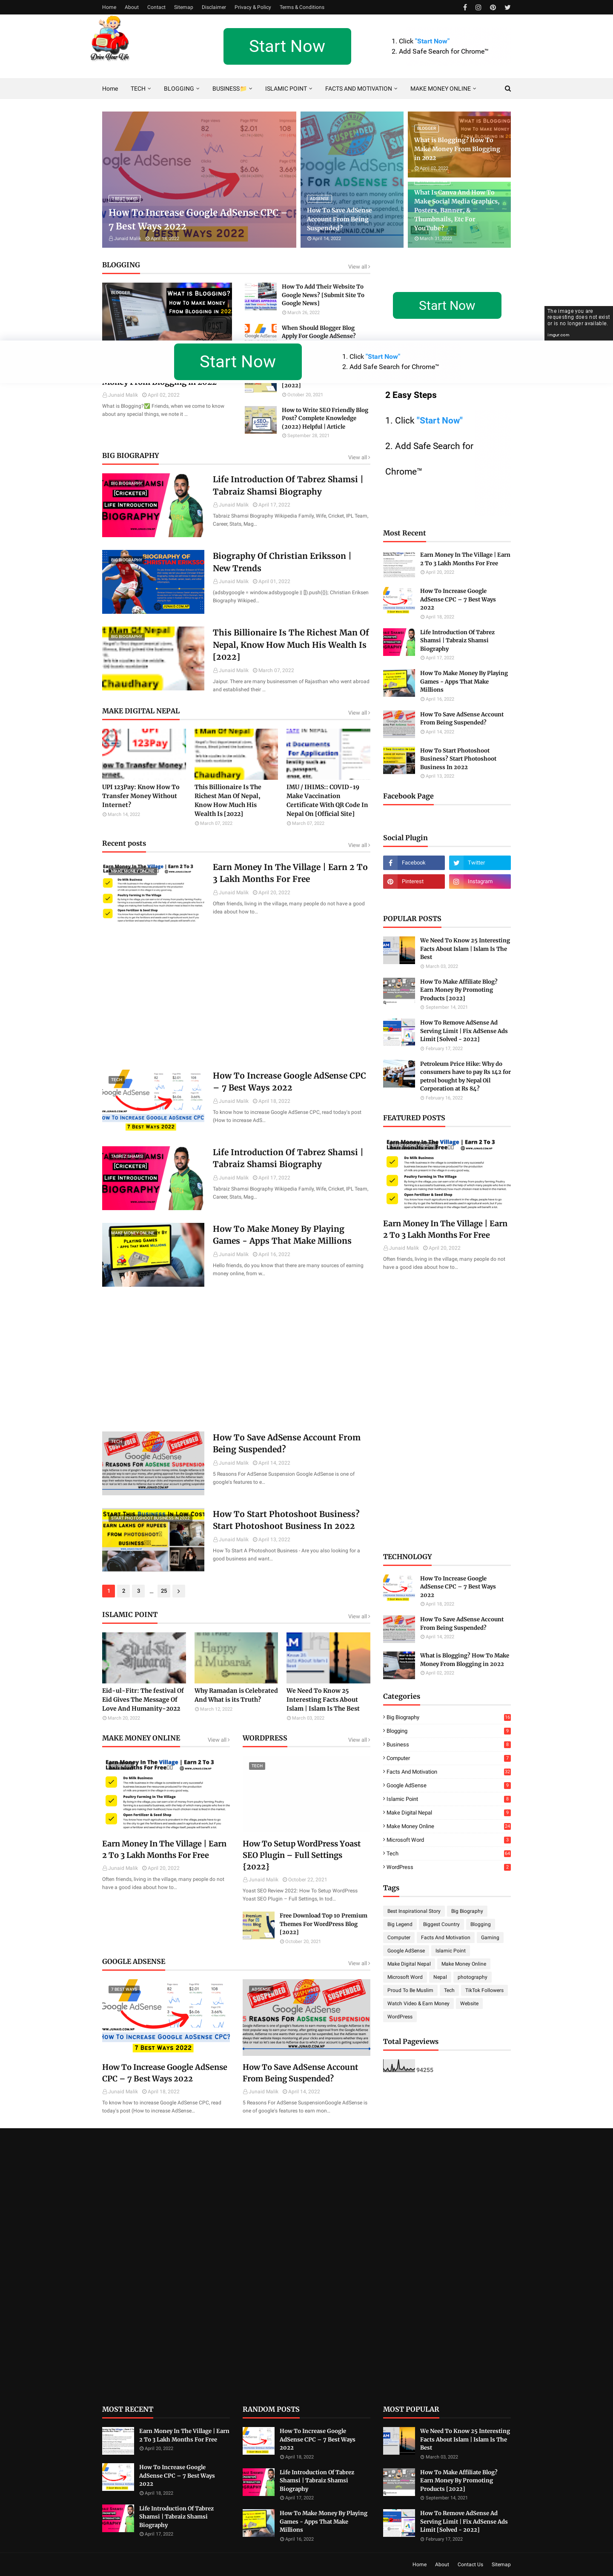 Home About Contact Sitemap Disclaimer Privacy & Policy Terms & Conditions
Drive Your Life
Start Now
1. Click "Start Now"
2. Add Safe Search for Chrome™
Home TECH BLOGGING BUSINESS ISLAMIC POINT FACTS AND MOTIVATION MAKE MONEY ONLINE
7 BEST WAYS
How To Increase Google AdSense CPC – 7 Best Ways 2022
Junaid Malik April 18, 2022
ADSENSE
How To Save AdSense Account From Being Suspended?
April 14, 2022
BLOGGER
What is Blogging? How To Make Money From Blogging in 2022
April 02, 2022
What Is Canva And How To Make Social Media Graphics, Posters, Banner, & Thumbnails, Etc For YouTube?
March 31, 2022
BLOGGING
View all
BLOGGER
Money From Blogging in 2022
Junaid Malik April 02, 2022
What is Blogging?✅ Friends, when we come to know about any special things, we note it ...
How To Add Their Website To Google News? [Submit Site To Google News]
March 26, 2022
When Should Blogger Blog Apply For Google AdSense?
[2022]
October 30, 2021
How to Write SEO Friendly Blog Post? Complete Knowledge (2022) Helpful | Article
September 28, 2021
Start Now
The image you are requesting does not exist or is no longer available.
imgur.com
Start Now
1. Click "Start Now"
2. Add Safe Search for Chrome™
2 Easy Steps
1. Click "Start Now"
2. Add Safe Search for
Chrome™
BIG BIOGRAPHY
View all
BIG BIOGRAPHY
Life Introduction Of Tabrez Shamsi | Tabraiz Shamsi Biography
Junaid Malik April 17, 2022
Tabraiz Shamsi Biography Wikipedia Family, Wife, Cricket, IPL Team, Career, Stats, Mag…
BIG BIOGRAPHY
Biography Of Christian Eriksson | New Trends
Junaid Malik April 01, 2022
(adsbygoogle = window.adsbygoogle || []).push({}); Christian Eriksen Biography Wikiped…
BIG BIOGRAPHY
This Billionaire Is The Richest Man Of Nepal, Know How Much His Wealth Is [2022]
Junaid Malik March 07, 2022
Jaipur: There are many businessmen of Rajasthan who went abroad and established their …
Most Recent
Earn Money In The Village | Earn 2 To 3 Lakh Months For Free
April 20, 2022
How To Increase Google AdSense CPC – 7 Best Ways 2022
April 18, 2022
Life Introduction Of Tabrez Shamsi | Tabraiz Shamsi Biography
April 17, 2022
How To Make Money By Playing Games - Apps That Make Millions
April 16, 2022
How To Save AdSense Account From Being Suspended?
April 14, 2022
How To Start Photoshoot Business? Start Photoshoot Business In 2022
April 13, 2022
MAKE DIGITAL NEPAL
View all
UPI 123Pay: Know How To Transfer Money Without Internet?
March 19, 2022
This Billionaire Is The Richest Man Of Nepal, Know How Much His Wealth Is [2022]
March 07, 2022
IMU / IHIMS:: COVID-19 Make Vaccination Certificate With QR Code In Nepal On [Official Site]
March 07, 2022
Facebook Page
Social Plugin
Facebook Twitter
Pinterest Instagram
Recent posts
View all
MAKE MONEY ONLINE
Earn Money In The Village | Earn 2 To 3 Lakh Months For Free
Junaid Malik April 20, 2022
Often friends, living in the village, many people do not have a good idea about how to…
POPULAR POSTS
We Need To Know 25 Interesting Facts About Islam | Islam Is The Best
March 03, 2022
How To Make Affiliate Blog? Earn Money By Promoting Products [2022]
September 14, 2021
How To Remove AdSense Ad Serving Limit | Fix AdSense Ads Limit [Solved - 2022]
February 17, 2022
Petroleum Price Hike: Why do consumers have to pay Rs 142 for petrol bought by Nepal Oil Corporation at Rs 84?
February 16, 2022
TECH
How To Increase Google AdSense CPC – 7 Best Ways 2022
Junaid Malik April 18, 2022
To know how to increase Google AdSense CPC, read today's post (How to increase AdS…
TABREZ SHAMSI
Life Introduction Of Tabrez Shamsi | Tabraiz Shamsi Biography
Junaid Malik April 17, 2022
Tabraiz Shamsi Biography Wikipedia Family, Wife, Cricket, IPL Team, Career, Stats, Mag…
MAKE MONEY ONLINE
How To Make Money By Playing Games - Apps That Make Millions
Junaid Malik April 16, 2022
Hello friends, do you know that there are many sources of earning money online, from w…
FEATURED POSTS
Earn Money In The Village | Earn 2 To 3 Lakh Months For Free
Junaid Malik April 20, 2022
Often friends, living in the village, many people do not have a good idea about how to…
TECH
How To Save AdSense Account From Being Suspended?
Junaid Malik April 14, 2022
5 Reasons For AdSense Suspension Google AdSense is one of google's features to e…
START PHOTOSHOOT BUSINESS IN 2022
How To Start Photoshoot Business? Start Photoshoot Business In 2022
Junaid Malik April 13, 2022
How To Start A Photoshoot Business - Are you also looking for a good business and want…
1 2 3 ... 25
TECHNOLOGY
How To Increase Google AdSense CPC – 7 Best Ways 2022
April 18, 2022
How To Save AdSense Account From Being Suspended?
April 14, 2022
What is Blogging? How To Make Money From Blogging in 2022
April 02, 2022
ISLAMIC POINT
View all
Eid-ul-Fitr: The festival Of Eid Gives The Message Of Love And Humanity-2022
March 20, 2022
Why Ramadan is Celebrated And What is its Truth?
March 12, 2022
We Need To Know 25 Interesting Facts About Islam | Islam Is The Best
March 03, 2022
Categories
Big Biography
Blogging
Business
Computer
Facts And Motivation
Google AdSense
Islamic Point
Make Digital Nepal
Make Money Online
Microsoft Word
Tech
WordPress
MAKE MONEY ONLINE
View all
Earn Money In The Village | Earn 2 To 3 Lakh Months For Free
Junaid Malik April 20, 2022
Often friends, living in the village, many people do not have a good idea about how to…
WORDPRESS
View all
TECH
How To Setup WordPress Yoast SEO Plugin – Full Settings {2022}
Junaid Malik October 22, 2021
Yoast SEO Review 2022: How To Setup WordPress Yoast SEO Plugin – Full Settings, In tod…
Free Download Top 10 Premium Themes For WordPress Blog [2022]
October 20, 2021
Tags
Best Inspirational Story Big Biography
Big Legend Biggest Country Blogging
Computer Facts And Motivation Gaming
Google AdSense Islamic Point
Make Digital Nepal Make Money Online
Microsoft Word Nepal photography
Proud To Be Muslim Tech TikTok Followers
Watch Video & Earn Money Website
WordPress
GOOGLE ADSENSE
View all
7 BEST WAYS
How To Increase Google AdSense CPC – 7 Best Ways 2022
Junaid Malik April 18, 2022
To know how to increase Google AdSense CPC, read today's post (How to increase AdSense…
ADSENSE
How To Save AdSense Account From Being Suspended?
Junaid Malik April 14, 2022
5 Reasons For AdSense SuspensionGoogle AdSense is one of google's features to earn mon…
Total Pageviews
94255
MOST RECENT
Earn Money In The Village | Earn 2 To 3 Lakh Months For Free
April 20, 2022
How To Increase Google AdSense CPC – 7 Best Ways 2022
April 18, 2022
Life Introduction Of Tabrez Shamsi | Tabraiz Shamsi Biography
April 17, 2022
RANDOM POSTS
How To Increase Google AdSense CPC – 7 Best Ways 2022
April 18, 2022
Life Introduction Of Tabrez Shamsi | Tabraiz Shamsi Biography
April 17, 2022
How To Make Money By Playing Games - Apps That Make Millions
April 16, 2022
MOST POPULAR
We Need To Know 25 Interesting Facts About Islam | Islam Is The Best
March 03, 2022
How To Make Affiliate Blog? Earn Money By Promoting Products [2022]
September 14, 2021
How To Remove AdSense Ad Serving Limit | Fix AdSense Ads Limit [Solved - 2022]
February 17, 2022
Home About Contact Us Sitemap